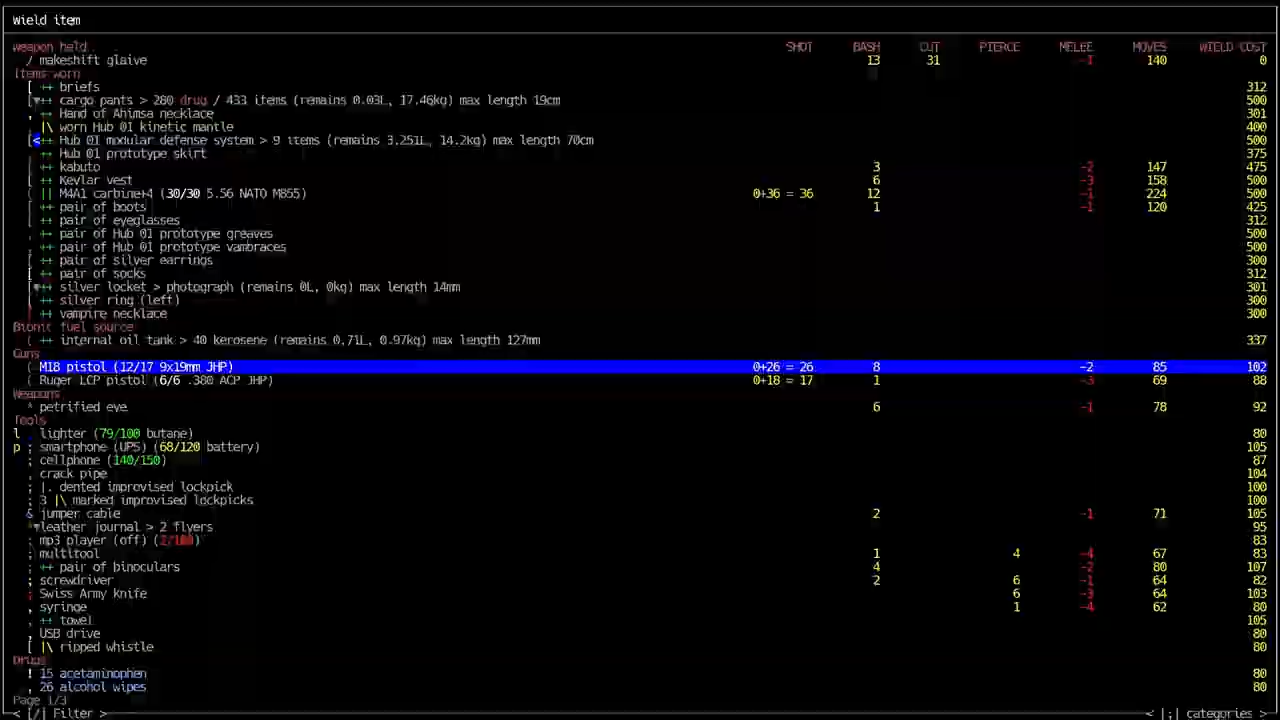 Wield item
weapon held SHOT BASH CUT PIERCE MELEE MOVES WIELD COST
/ makeshift glaive 13 31 -1 140 0
Items worn
[ ++ briefs 312
[▼++ cargo pants > 280 drug / 433 items (remains 0.03L, 17.46kg) max length 19cm 500
, ++ Hand of Ahimsa necklace 301
|\ worn Hub 01 kinetic mantle 400
[<++ Hub 01 modular defense system > 9 items (remains 3.251L, 14.2kg) max length 70cm 500
++ Hub 01 prototype skirt 375
[ ++ kabuto 3 -2 147 475
[ ++ Kevlar vest 6 -3 158 500
( || M4A1 carbine+4 (30/30 5.56 NATO M855) 0+36 = 36 12 -1 224 500
[ ++ pair of boots 1 -1 120 425
[ ++ pair of eyeglasses 312
, ++ pair of Hub 01 prototype greaves 500
, ++ pair of Hub 01 prototype vambraces 500
, ++ pair of silver earrings 300
[ ++ pair of socks 312
[▼++ silver locket > photograph (remains 0L, 0kg) max length 14mm 301
++ silver ring (left) 300
++ vampire necklace 300
Bionic fuel source
( ++ internal oil tank > 40 kerosene (remains 0.71L, 0.97kg) max length 127mm 337
Guns
( M18 pistol (12/17 9x19mm JHP) 0+26 = 26 8 -2 85 102
( Ruger LCP pistol (6/6 .380 ACP JHP) 0+18 = 17 1 -3 69 88
Weapons
* petrified eye 6 -1 78 92
Tools
l , lighter (79/100 butane) 80
p ; smartphone (UPS) (68/120 battery) 105
; cellphone (140/150) 87
, crack pipe 104
; |. dented improvised lockpick 100
; 3 |\ marked improvised lockpicks 100
& jumper cable 2 -1 71 105
▼leather journal > 2 flyers 95
; mp3 player (off) (2/100) 83
; multitool 1 4 -4 67 83
; ++ pair of binoculars 4 -2 80 107
; screwdriver 2 6 -1 64 82
; Swiss Army knife 6 -3 64 103
, syringe 1 -4 62 80
, ++ towel 105
, USB drive 80
[ |\ ripped whistle 80
Drugs
! 15 acetaminophen 80
, 26 alcohol wipes 80
Page 1/3
< [/] Filter > < [;] categories >